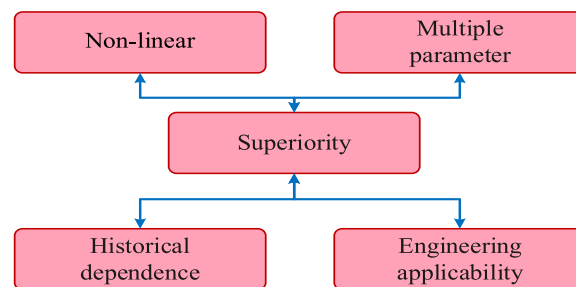 Non-linear
Multiple
parameter
Superiority
Historical
dependence
Engineering
applicability